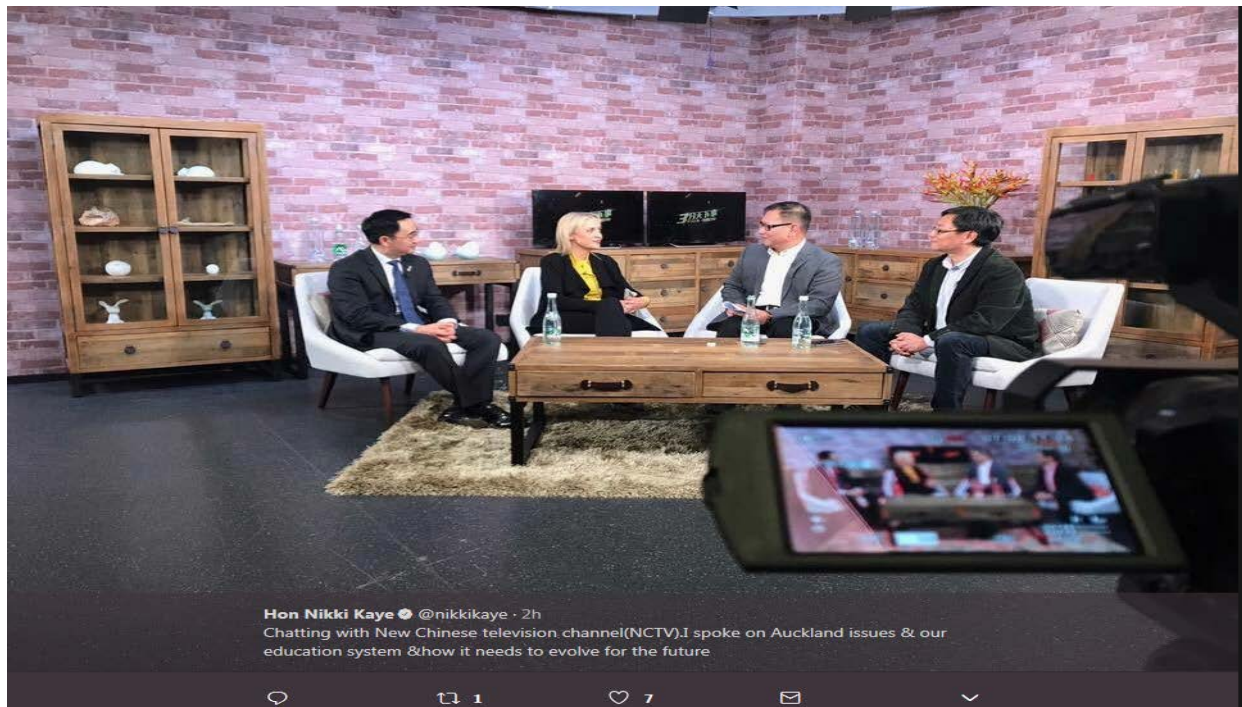 Hon Nikki Kaye @nikkikaye · 2h
Chatting with New Chinese television channel(NCTV).I spoke on Auckland issues & our
education system &how it needs to evolve for the future
1 7